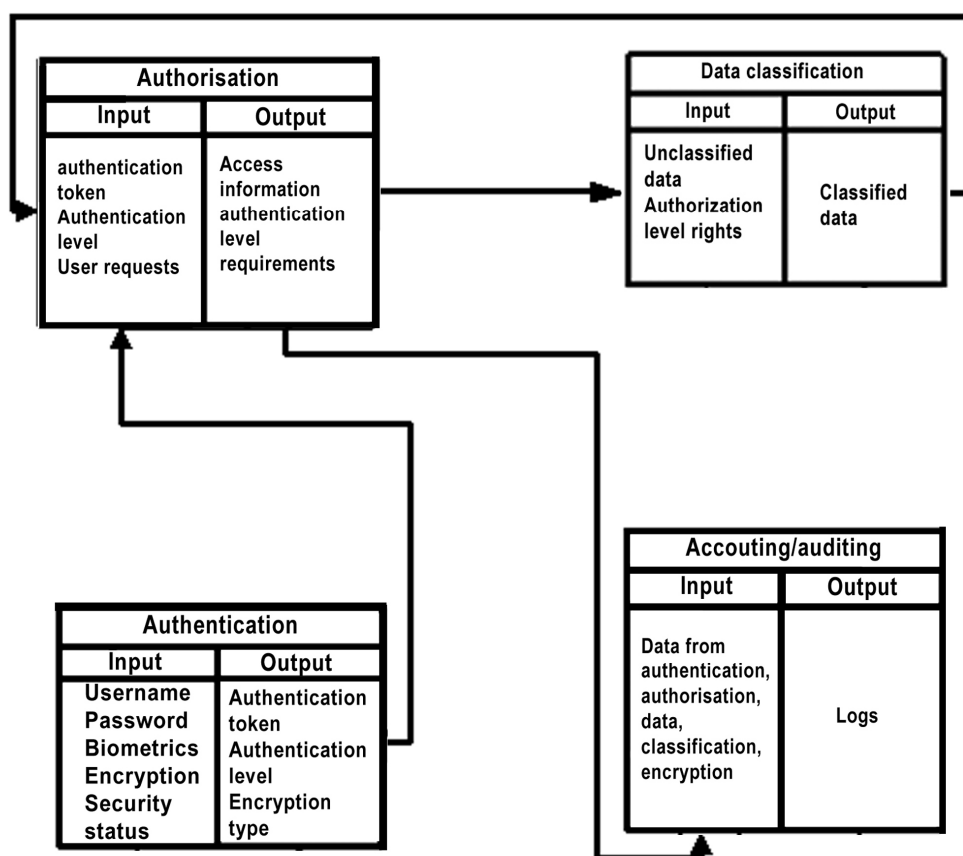 Authorisation
Input
Output
authentication
token
Authentication
level
User requests
Access
information
authentication
level
requirements
Data classification
Input
Output
Unclassified
data
Authorization
level rights
Classified
data
Authentication
Input
Output
Username
Password
Biometrics
Encryption
Security
status
Authentication
token
Authentication
level
Encryption
type
Accouting/auditing
Input
Output
Data from
authentication,
authorisation,
data,
classification,
encryption
Logs